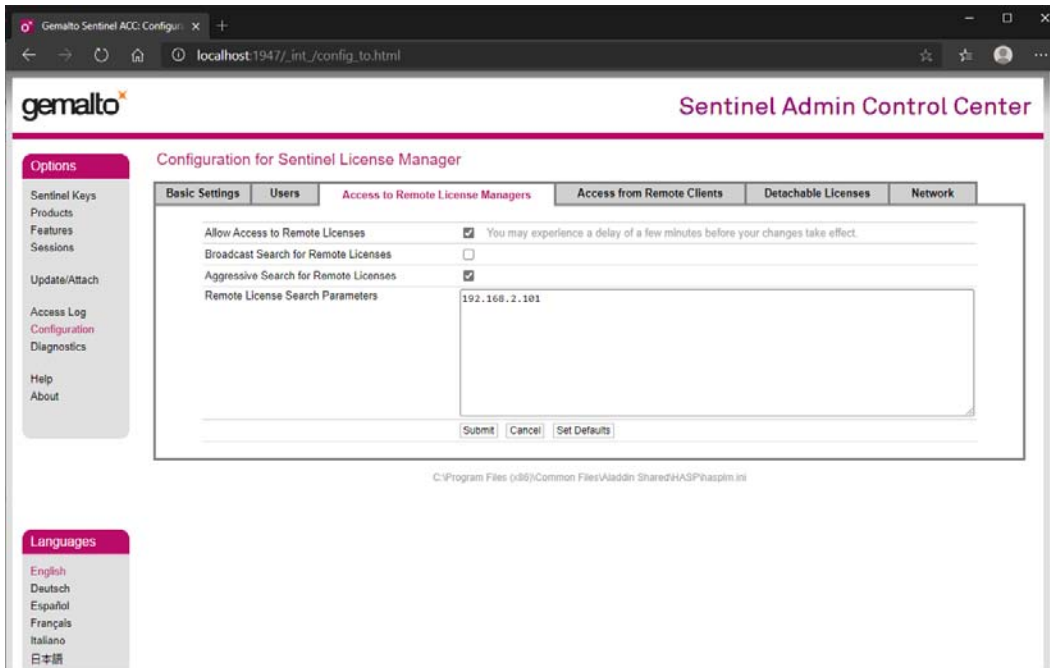 Gemalto Sentinel ACC: Configur
localhost:1947/_int_/config_to.html
gemalto
Sentinel Admin Control Center
Options
Sentinel Keys
Products
Features
Sessions
Update/Attach
Access Log
Configuration
Diagnostics
Help
About
Configuration for Sentinel License Manager
Basic Settings Users Access to Remote License Managers Access from Remote Clients Detachable Licenses Network
Allow Access to Remote Licenses You may experience a delay of a few minutes before your changes take effect.
Broadcast Search for Remote Licenses
Aggressive Search for Remote Licenses
Remote License Search Parameters 192.168.2.101
Submit Cancel Set Defaults
C:\Program Files (x86)\Common Files\Aladdin Shared\HASP\hasplm.ini
Languages
English
Deutsch
Español
Français
Italiano
日本語